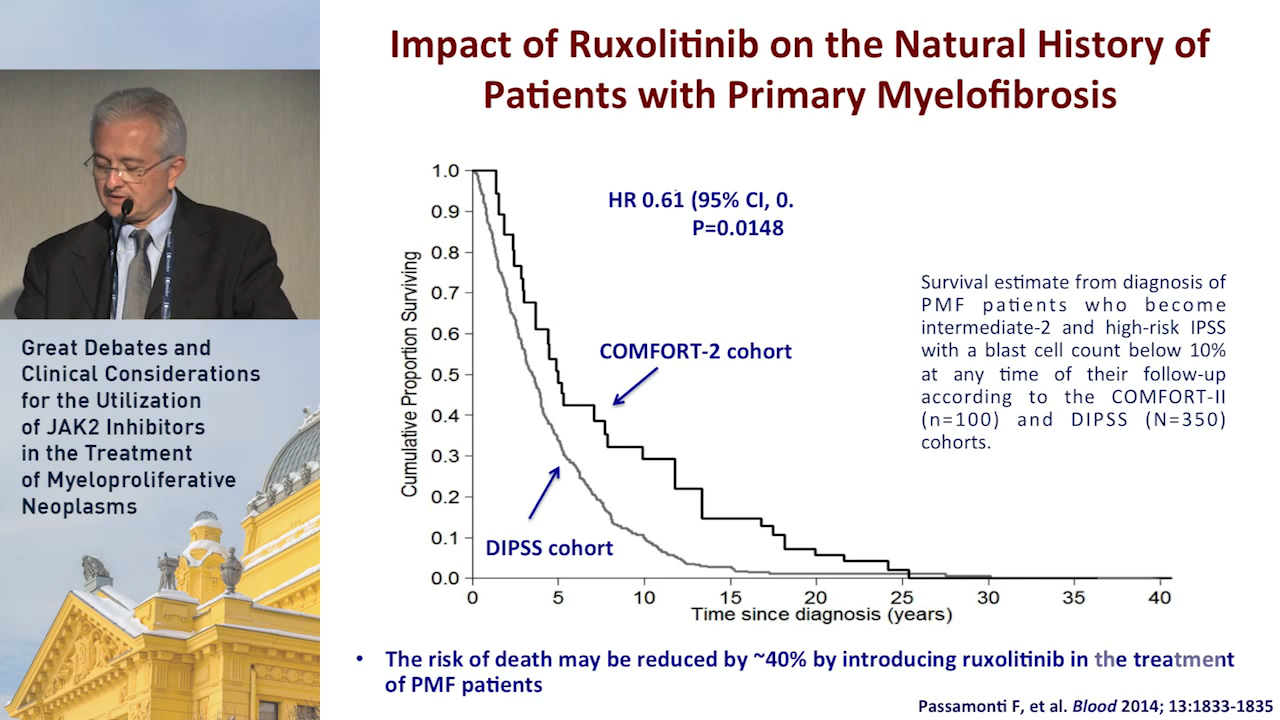 Impact of Ruxolitinib on the Natural History of
Patients with Primary Myelofibrosis
1.0
0.9
0.8
0.7
0.6
0.5
0.4
0.3
0.2
0.1
0.0
Cumulative Proportion Surviving
HR 0.61 (95% CI, 0.
P=0.0148
COMFORT-2 cohort
DIPSS cohort
0 5 10 15 20 25 30 35 40
Time since diagnosis (years)
Survival estimate from diagnosis of
PMF patients who become
intermediate-2 and high-risk IPSS
with a blast cell count below 10%
at any time of their follow-up
according to the COMFORT-II
(n=100) and DIPSS (N=350)
cohorts.
• The risk of death may be reduced by ~40% by introducing ruxolitinib in the treatment
of PMF patients
Passamonti F, et al. Blood 2014; 13:1833-1835
Great Debates and
Clinical Considerations
for the Utilization
of JAK2 Inhibitors
in the Treatment
of Myeloproliferative
Neoplasms